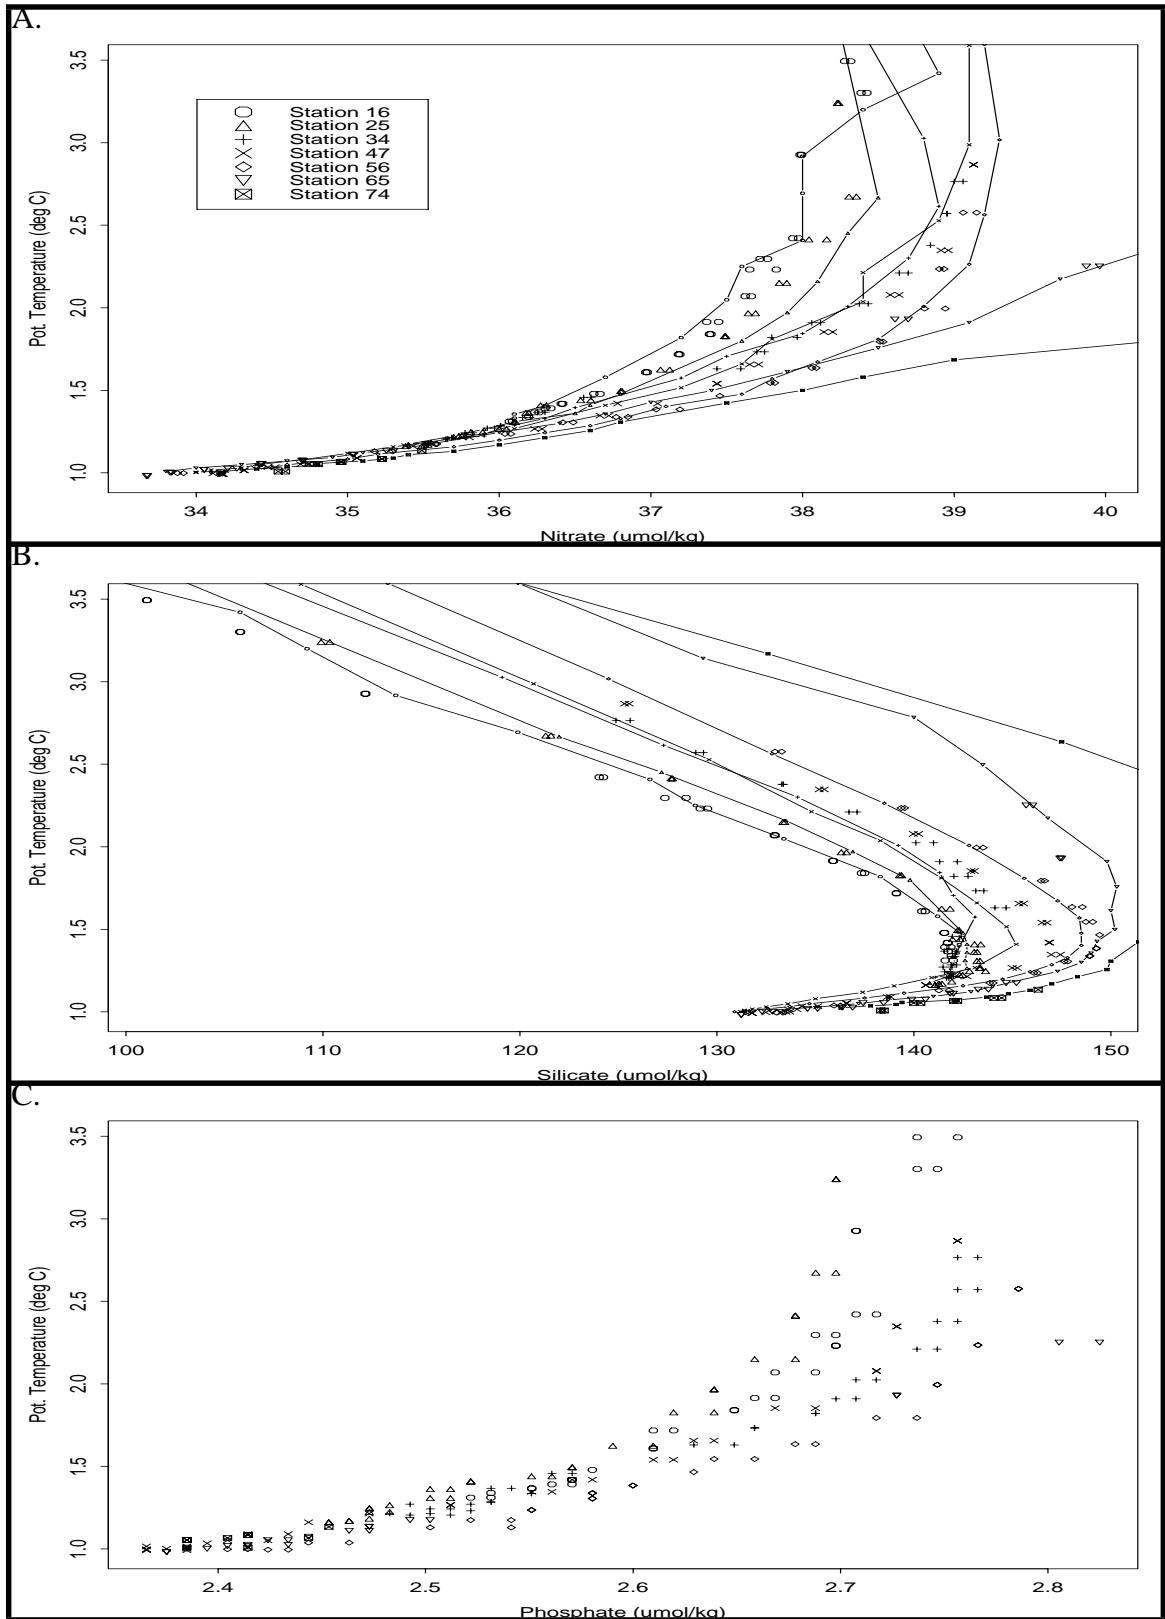 A.
Pot. Temperature (deg C)
3.5
3.0
2.5
2.0
1.5
1.0
Station 16
Station 25
Station 34
Station 47
Station 56
Station 65
Station 74
34 35 36 37 38 39 40
Nitrate (umol/kg)
B.
Pot. Temperature (deg C)
3.5
3.0
2.5
2.0
1.5
1.0
100 110 120 130 140 150
Silicate (umol/kg)
C.
Pot. Temperature (deg C)
3.5
3.0
2.5
2.0
1.5
1.0
2.4 2.5 2.6 2.7 2.8
Phosphate (umol/kg)